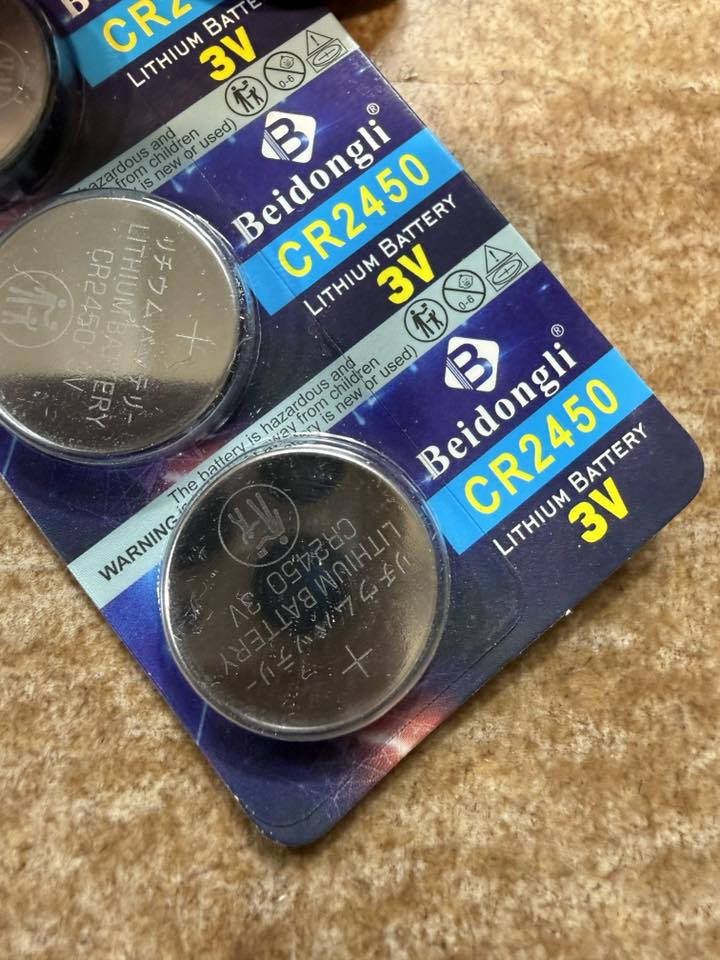 CR2
LITHIUM BATTE
3V
azardous and
from children
is new or used)
0-6
B
Beidongli®
CR2450
LITHIUM BATTERY
3V
リチウムバッテリー
LITHIUM BATTERY
CR2450 3V
+
WARNING
The battery is hazardous and
way from children
y is new or used)
0-6
B
Beidongli®
CR2450
LITHIUM BATTERY
3V
リチウムバッテリー
LITHIUM BATTERY
CR2450 3V
+